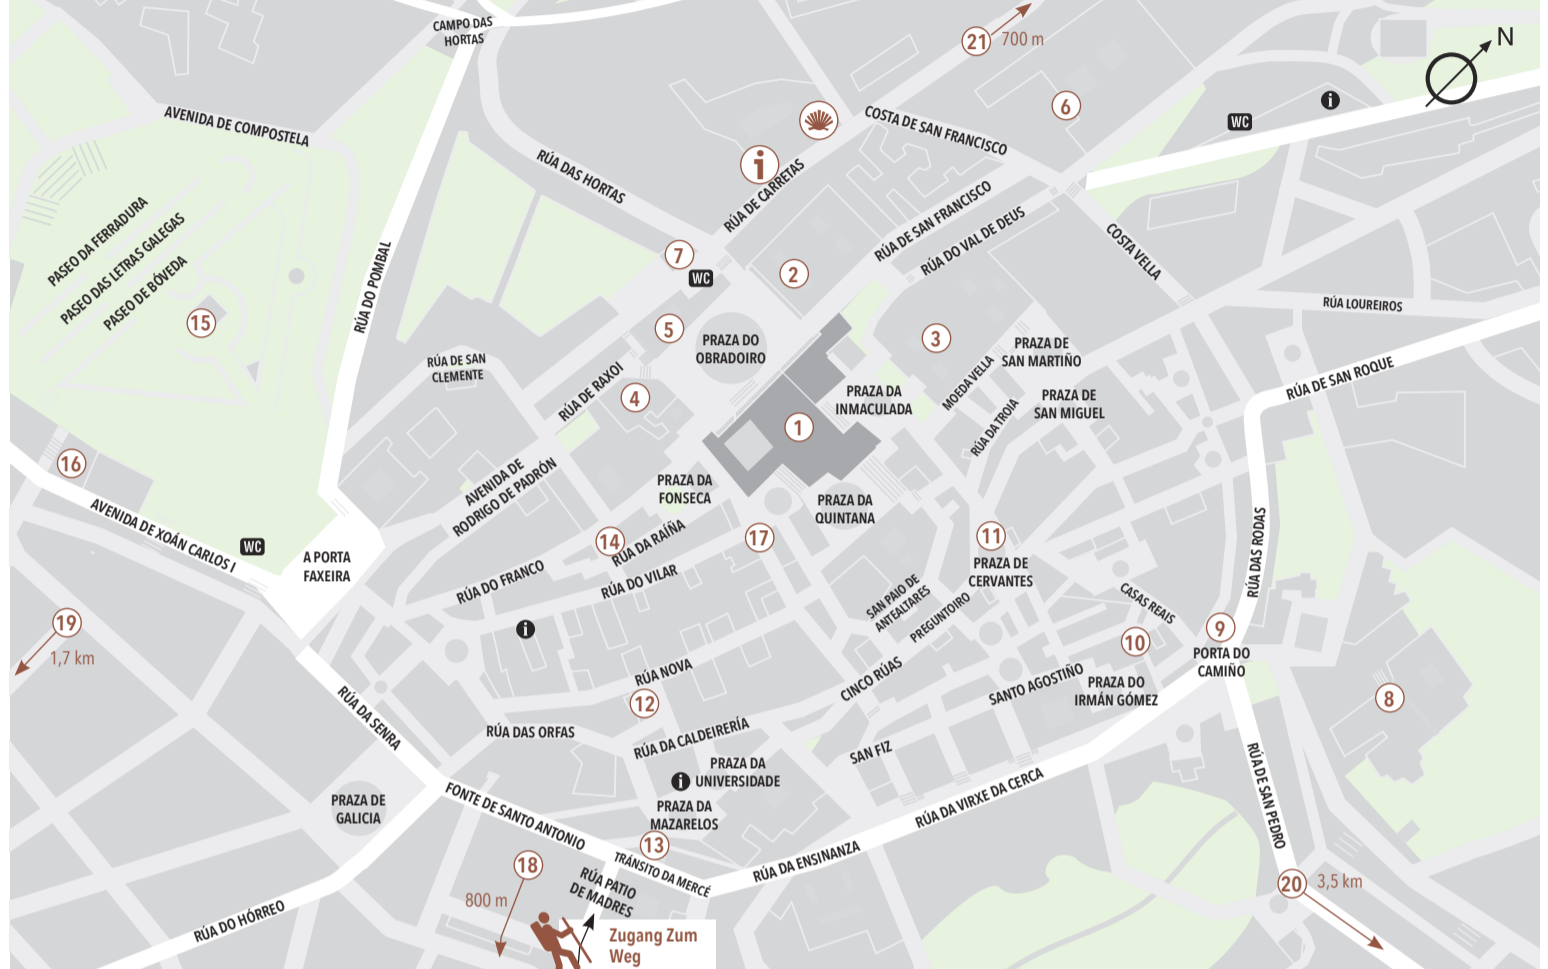 CAMPO DAS
HORTAS
21
700 m
N
6
WC
i
AVENIDA DE COMPOSTELA
COSTA DE SAN FRANCISCO
i
RÚA DAS HORTAS
RÚA DE CARRETAS
RÚA DE SAN FRANCISCO
RÚA DO VAL DE DEUS
COSTA VELLA
PASEO DA FERRADURA
PASEO DAS LETRAS GALEGAS
PASEO DE BÓVEDA
RÚA DO POMBAL
7
WC
2
15
5
PRAZA DO
OBRADOIRO
3
PRAZA DE
SAN MARTIÑO
RÚA LOUREIROS
RÚA DE SAN
CLEMENTE
RÚA DE RAXOI
4
PRAZA DA
INMACULADA
MOEDA VELLA
PRAZA DE
SAN MIGUEL
RÚA DE SAN ROQUE
1
RÚA DA TROIA
16
AVENIDA DE
RODRIGO DE PADRÓN
PRAZA DA
FONSECA
PRAZA DA
QUINTANA
AVENIDA DE XOÁN CARLOS I
WC
A PORTA
FAXEIRA
14
RÚA DA RAÍÑA
17
11
PRAZA DE
CERVANTES
RÚA DAS RODAS
RÚA DO FRANCO
RÚA DO VILAR
SAN PAIO DE
ANTEALTARES
PREGUNTOIRO
CASAS REAIS
19
1,7 km
i
10
9
PORTA DO
CAMIÑO
RÚA NOVA
12
CINCO RÚAS
SANTO AGOSTIÑO
PRAZA DO
IRMÁN GÓMEZ
8
RÚA DA SENRA
RÚA DAS ORFAS
RÚA DA CALDEIRERÍA
SAN FIZ
i
PRAZA DA
UNIVERSIDADE
RÚA DE SAN PEDRO
PRAZA DE
GALICIA
FONTE DE SANTO ANTONIO
PRAZA DA
MAZARELOS
RÚA DA VIRXE DA CERCA
13
TRÁNSITO DA MERCÉ
RÚA DA ENSINANZA
18
800 m
RÚA PATIO
DE MADRES
20
3,5 km
RÚA DO HÓRREO
Zugang Zum
Weg